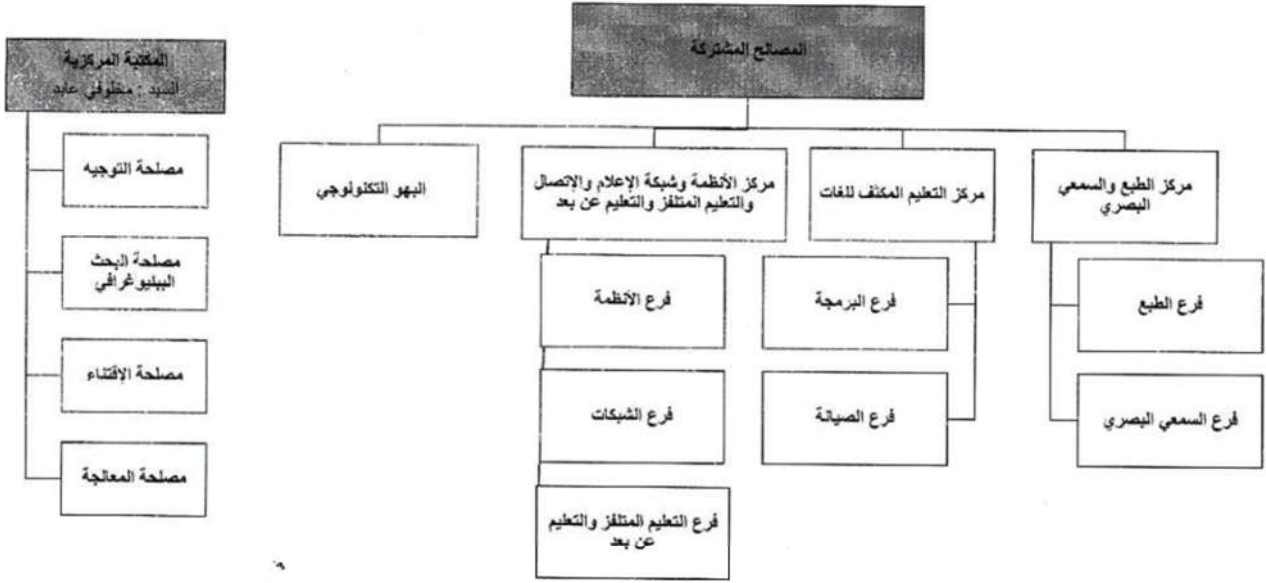 المصالح المشتركة
مركز الطبع والسمعي
البصري
فرع الطبع
فرع السمعي البصري
مركز التعليم المكثف للغات
فرع البرمجة
فرع الصيانة
مركز الأنظمة وشبكة الإعلام والإتصال
والتعليم المتلفز والتعليم عن بعد
فرع الأنظمة
فرع الشبكات
فرع التعليم المتلفز والتعليم
عن بعد
البهو التكنولوجي
المكتبة المركزية
السيد : مخلوفي عابد
مصلحة التوجيه
مصلحة البحث
الببليوغرافي
مصلحة الإقتناء
مصلحة المعالجة